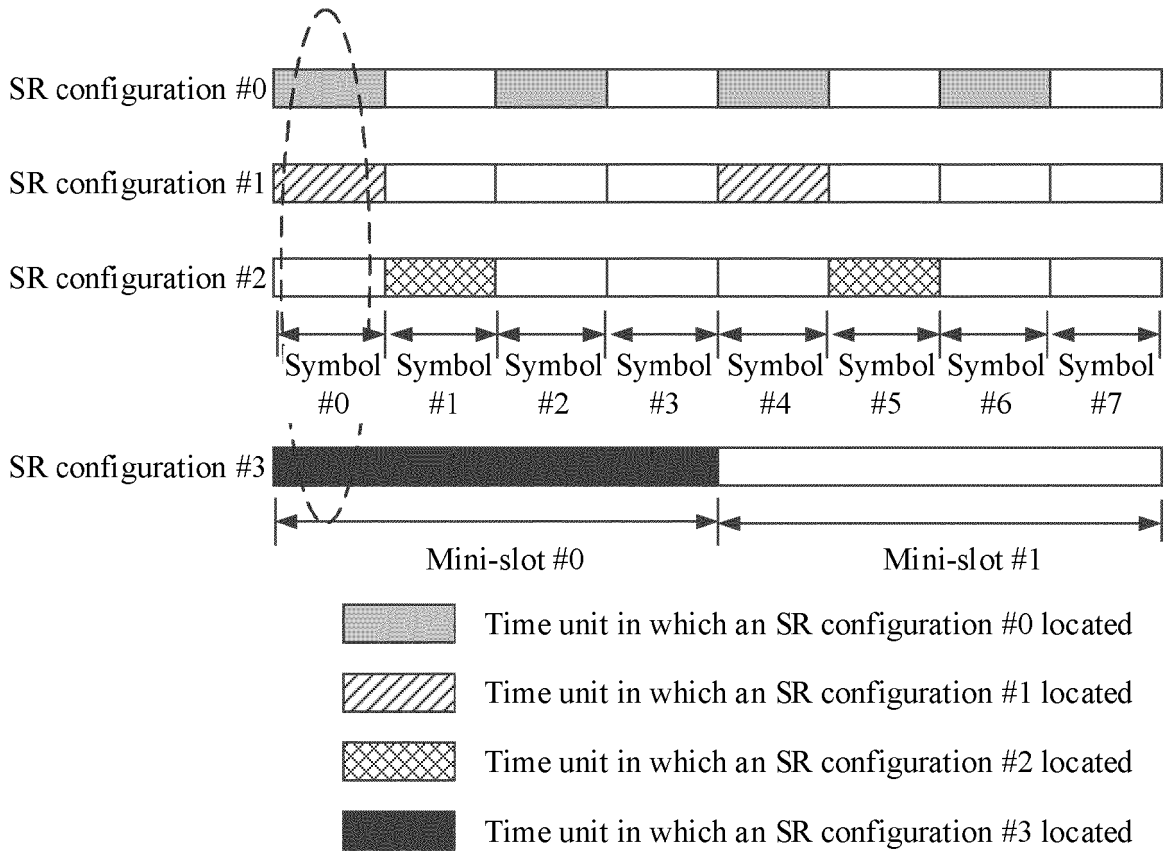 SR configuration #0
SR configuration #1
SR configuration #2
Symbol Symbol Symbol Symbol Symbol Symbol Symbol Symbol
#0 #1 #2 #3 #4 #5 #6 #7
SR configuration #3
Mini-slot #0 Mini-slot #1
Time unit in which an SR configuration #0 located
Time unit in which an SR configuration #1 located
Time unit in which an SR configuration #2 located
Time unit in which an SR configuration #3 located